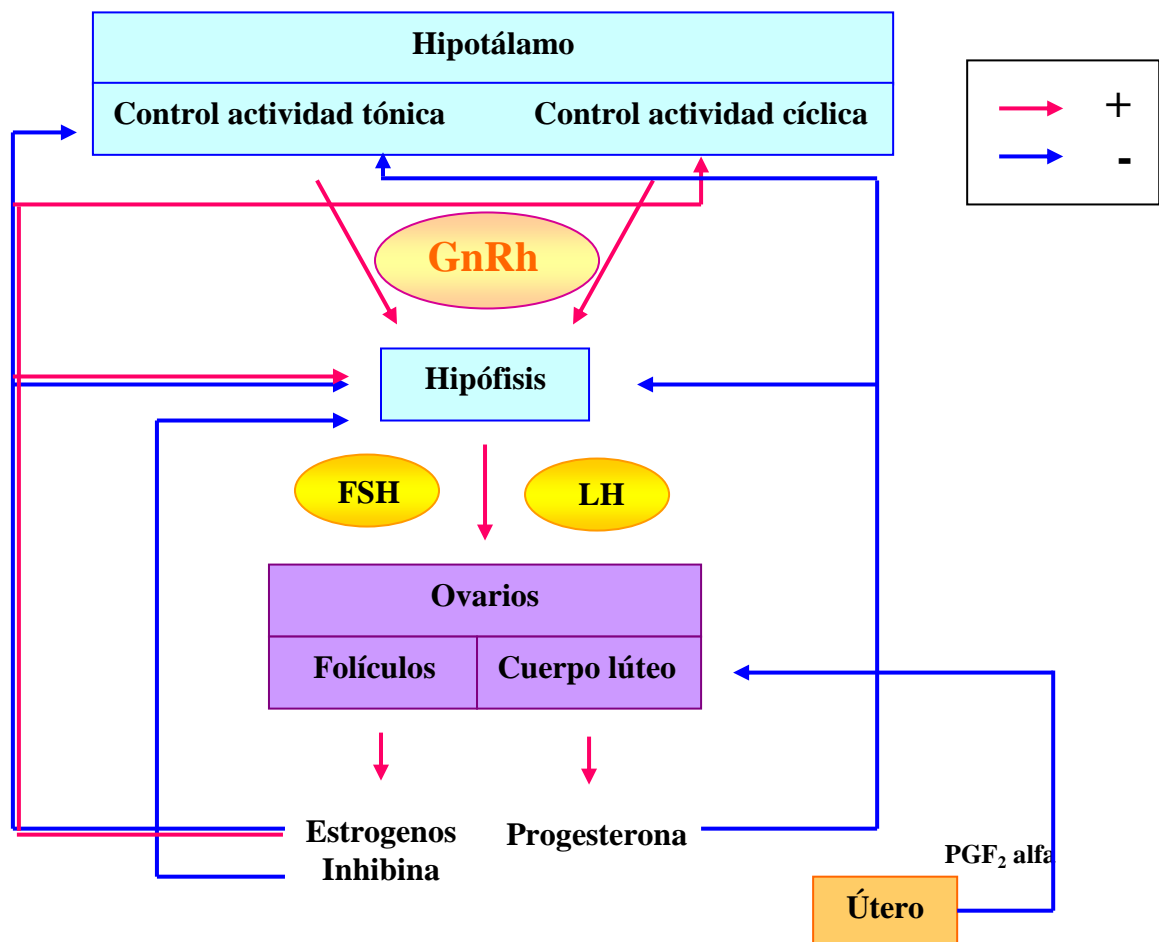 Hipotálamo
Control actividad tónica
Control actividad cíclica
+
-
GnRh
Hipófisis
FSH
LH
Ovarios
Folículos
Cuerpo lúteo
Estrogenos
Inhibina
Progesterona
PGF₂ alfa
Útero